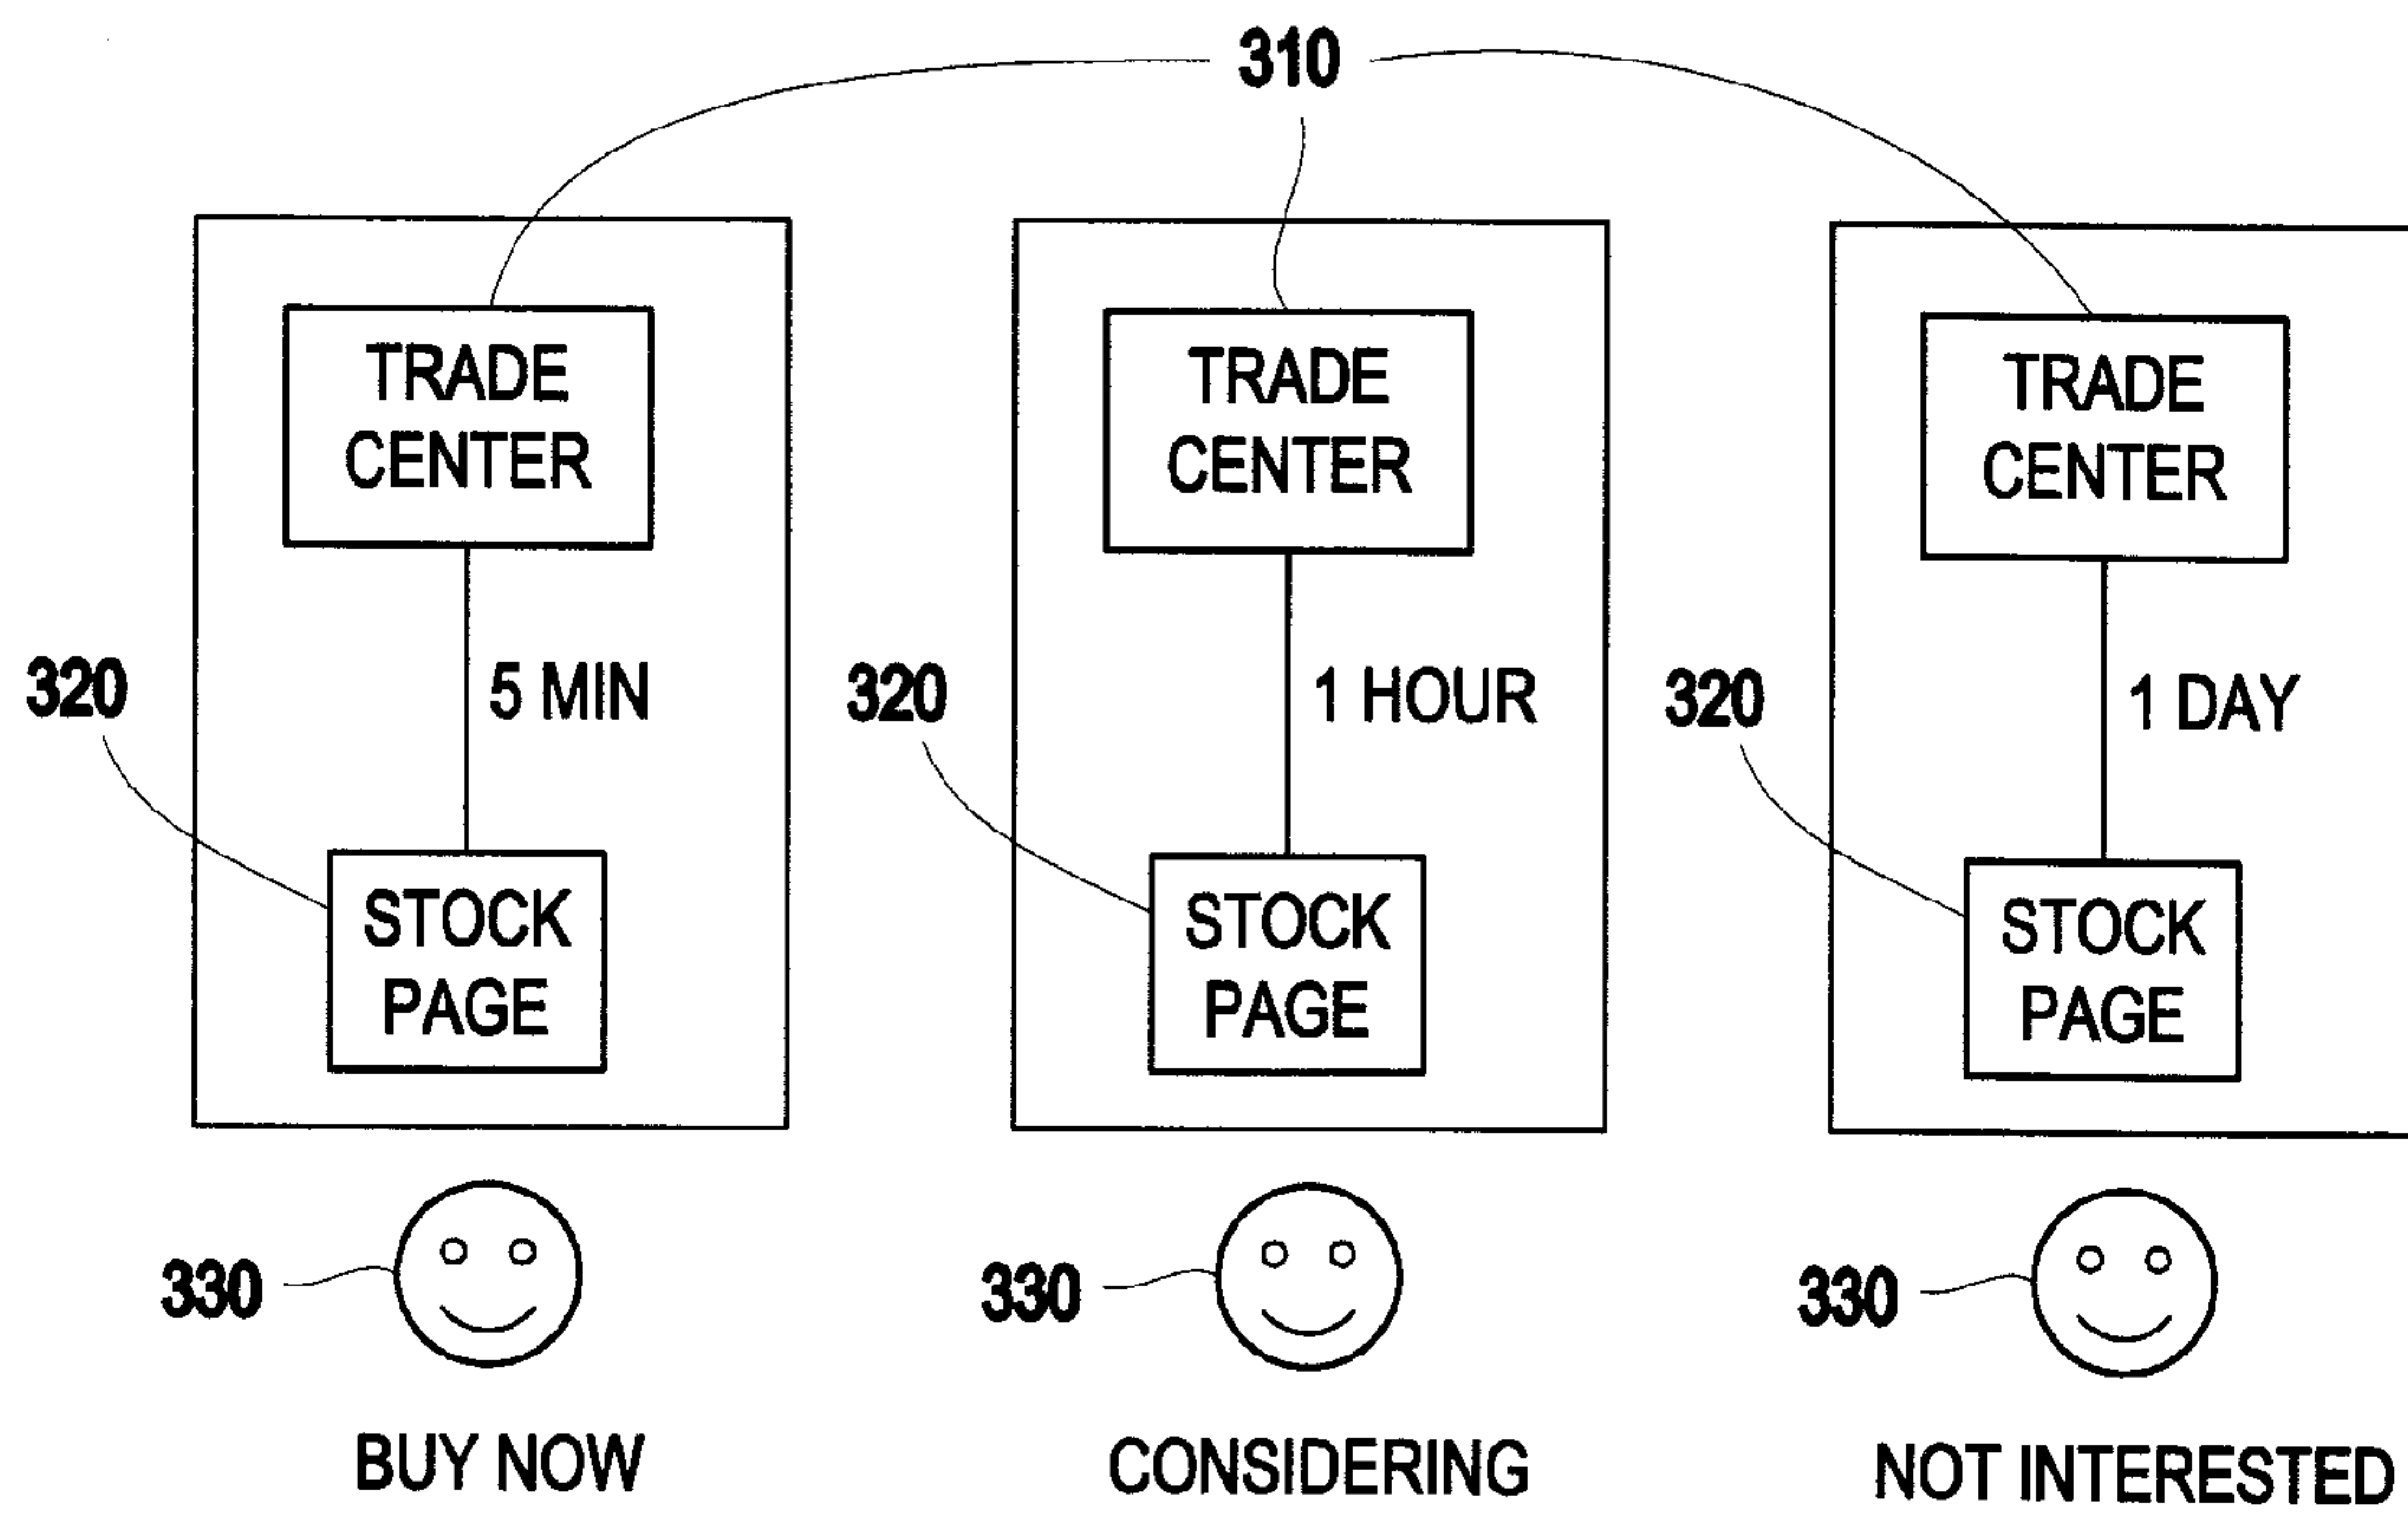 310
TRADE
CENTER
TRADE
CENTER
TRADE
CENTER
320
5 MIN
320
1 HOUR
320
1 DAY
STOCK
PAGE
STOCK
PAGE
STOCK
PAGE
330
330
330
BUY NOW
CONSIDERING
NOT INTERESTED